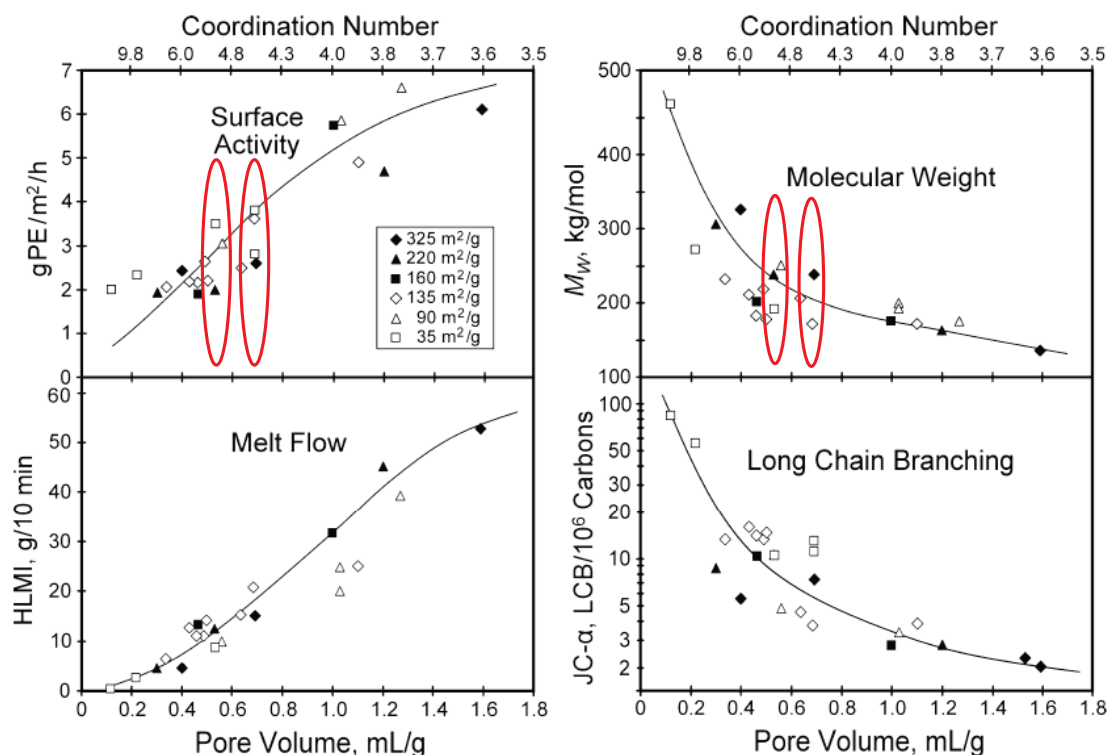 Coordination Number
9.8 6.0 4.8 4.3 4.0 3.8 3.7 3.6 3.5
7
6
5
4
3
2
1
0
gPE/m²/h
Surface
Activity
325 m²/g
220 m²/g
160 m²/g
135 m²/g
90 m²/g
35 m²/g
60
50
40
30
20
10
0
HLMI, g/10 min
Melt Flow
0 0.2 0.4 0.6 0.8 1.0 1.2 1.4 1.6 1.8
Pore Volume, mL/g
Coordination Number
9.8 6.0 4.8 4.3 4.0 3.8 3.7 3.6 3.5
500
400
300
200
100
M_W, kg/mol
Molecular Weight
100
50
30
20
10
5
3
2
JC-α, LCB/10⁶ Carbons
Long Chain Branching
0 0.2 0.4 0.6 0.8 1.0 1.2 1.4 1.6 1.8
Pore Volume, mL/g